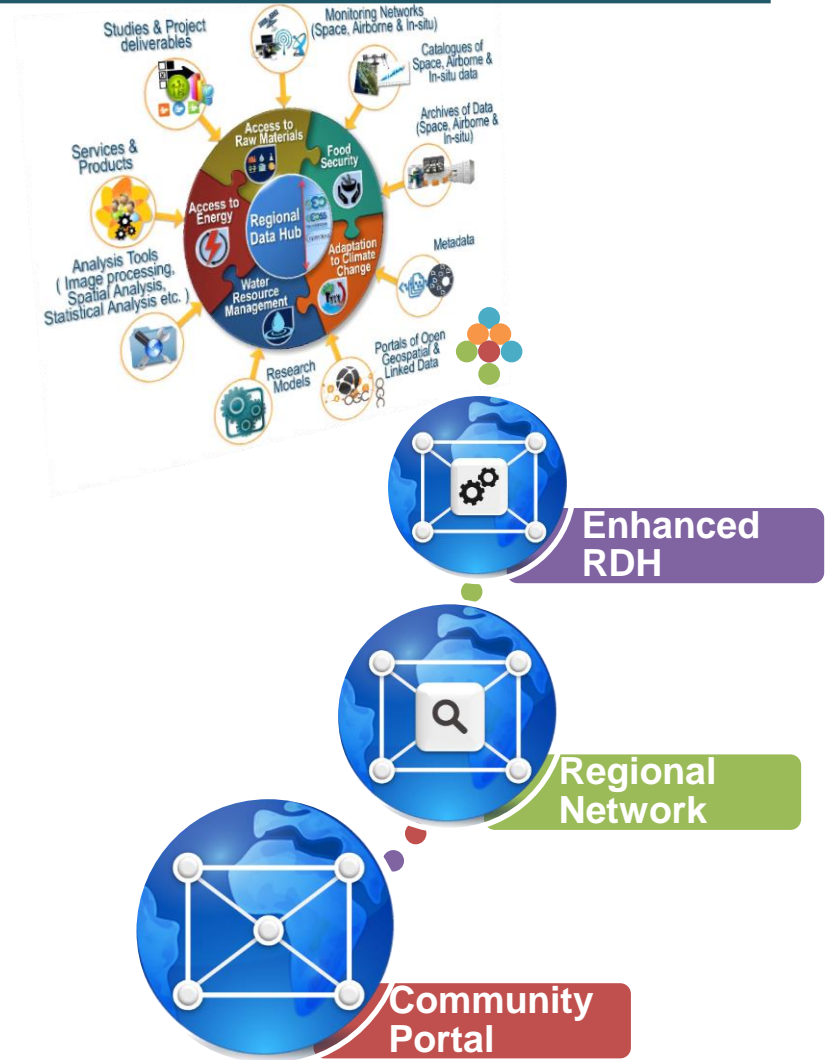 Studies & Project
deliverables
Monitoring Networks
(Space, Airborne & In-situ)
Catalogues of
Space, Airborne &
In-situ data
Archives of Data
(Space, Airborne &
In-situ)
Services &
Products
Access to
Raw Materials
Food
Security
Access to
Energy
Regional
Data Hub
Adaptation
to Climate
Change
Water
Resource
Management
Metadata
Analysis Tools
( Image processing,
Spatial Analysis,
Statistical Analysis etc. )
Research
Models
Portals of Open
Geospatial &
Linked Data
Enhanced
RDH
Regional
Network
Community
Portal